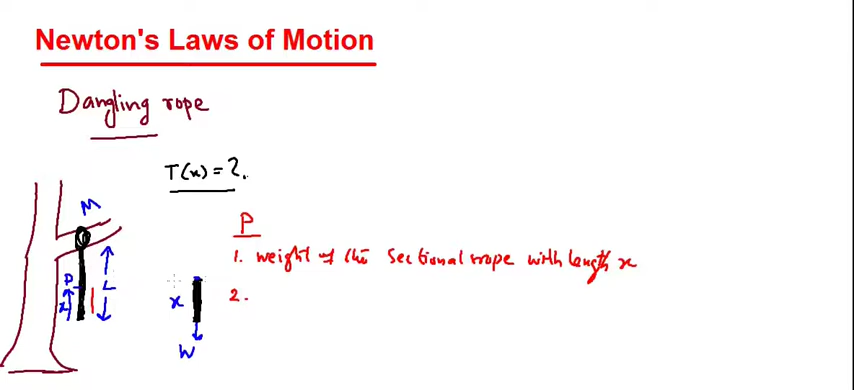 Newton's Laws of Motion
Dangling rope
T(x) = ?.
M
P
1. weight of the sectional rope with length x
P
L
x
x
2.
W